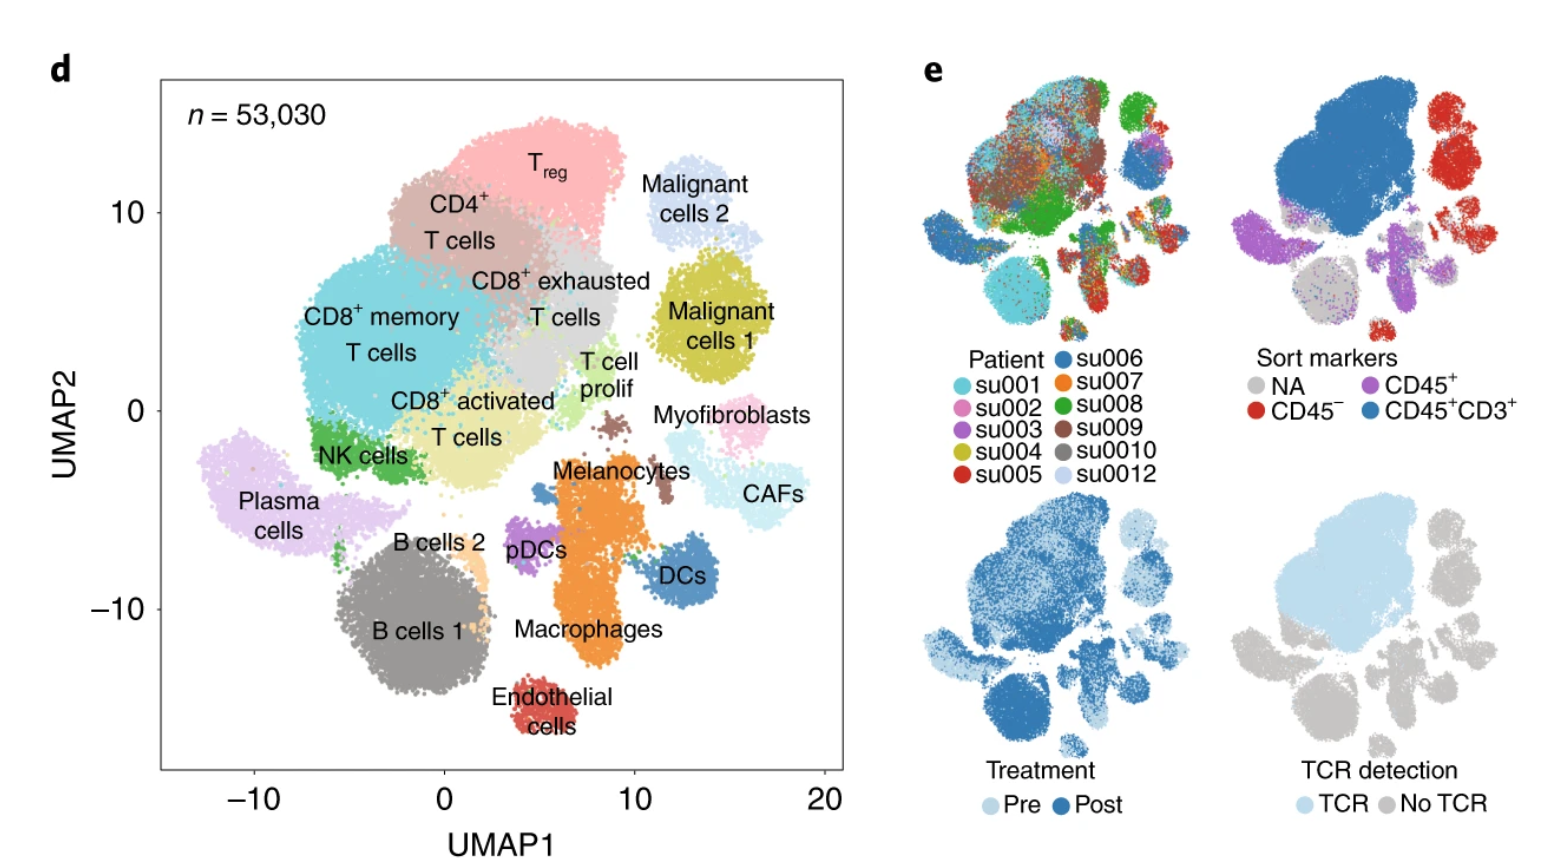 d
n = 53,030
Treg
CD4+
T cells
CD8+ exhausted
T cells
CD8+ memory
T cells
Malignant
cells 2
Malignant
cells 1
T cell
prolif
CD8+ activated
T cells
Myofibroblasts
NK cells
Melanocytes
CAFs
Plasma
cells
B cells 2
pDCs
DCs
B cells 1
Macrophages
Endothelial
cells
10
0
−10
UMAP2
−10 0 10 20
UMAP1
e
Patient
su001
su002
su003
su004
su005
su006
su007
su008
su009
su0010
su0012
Sort markers
NA
CD45−
CD45+
CD45+CD3+
Treatment
Pre Post
TCR detection
TCR No TCR